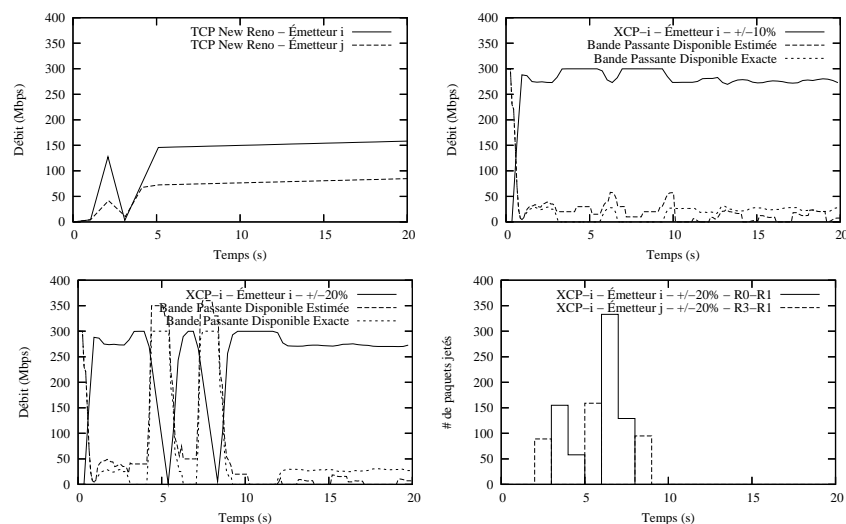 400
350
300
250
200
150
100
50
0
Débit (Mbps)
TCP New Reno – Émetteur i
TCP New Reno – Émetteur j
0 5 10 15 20
Temps (s)
400
350
300
250
200
150
100
50
0
Débit (Mbps)
XCP–i – Émetteur i – +/–10%
Bande Passante Disponible Estimée
Bande Passante Disponible Exacte
0 5 10 15 20
Temps (s)
400
350
300
250
200
150
100
50
0
Débit (Mbps)
XCP–i – Émetteur i – +/–20%
Bande Passante Disponible Estimée
Bande Passante Disponible Exacte
0 5 10 15 20
Temps (s)
400
350
300
250
200
150
100
50
0
# de paquets jetés
XCP–i – Émetteur i – +/–20% – R0–R1
XCP–i – Émetteur j – +/–20% – R3–R1
0 5 10 15 20
Temps (s)